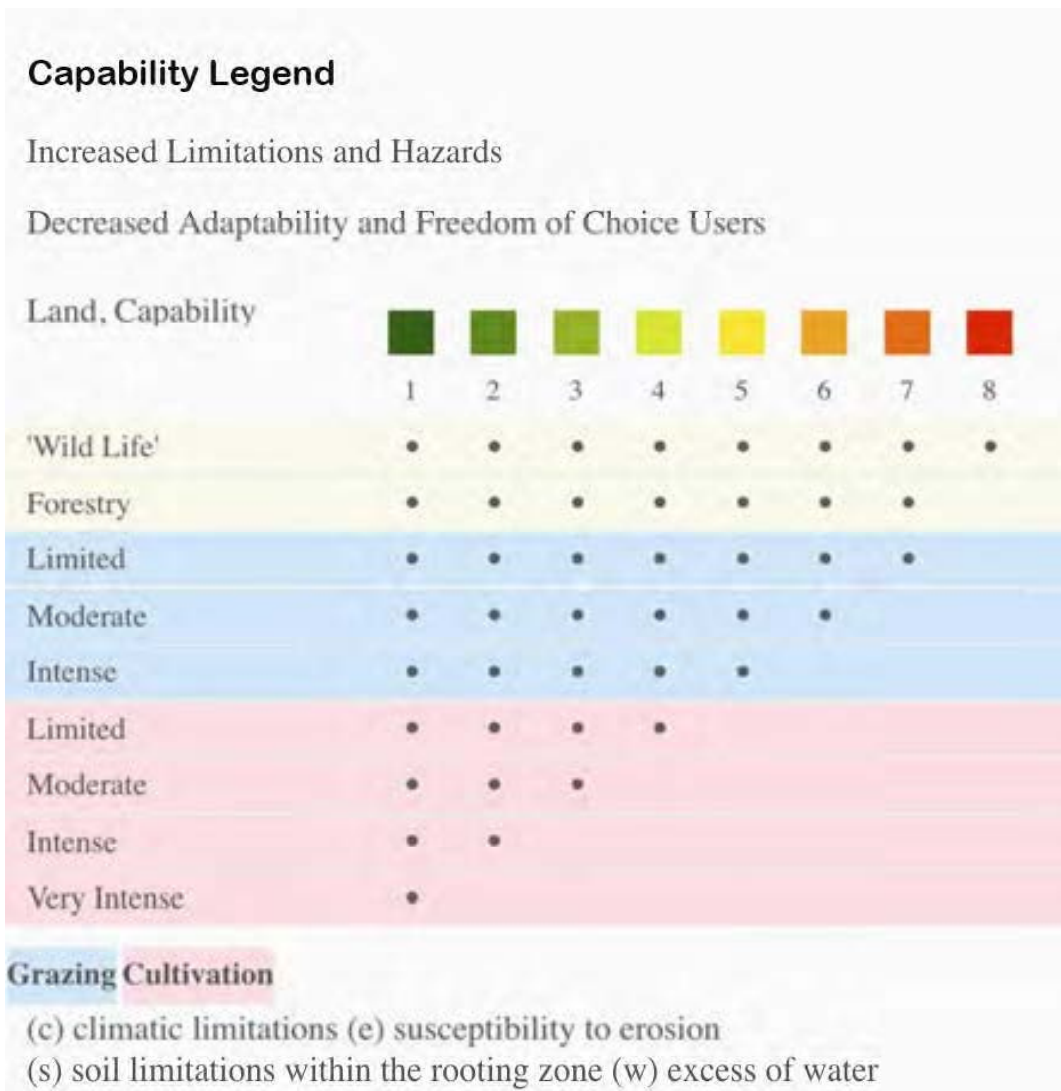 Capability Legend
Increased Limitations and Hazards
Decreased Adaptability and Freedom of Choice Users
Land, Capability
1 2 3 4 5 6 7 8
'Wild Life'
Forestry
Limited
Moderate
Intense
Limited
Moderate
Intense
Very Intense
Grazing Cultivation
(c) climatic limitations (e) susceptibility to erosion
(s) soil limitations within the rooting zone (w) excess of water